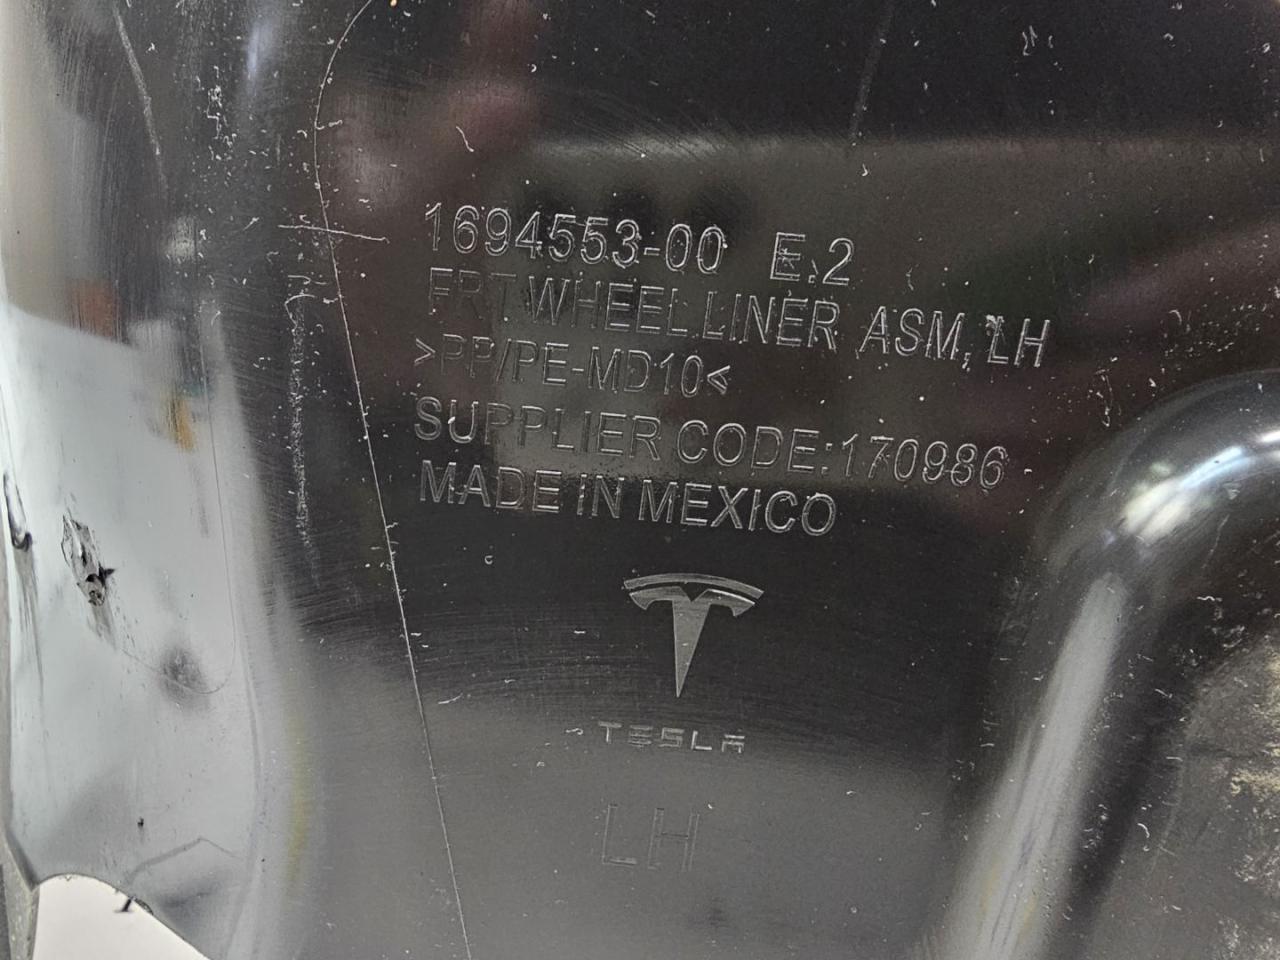 1694553-00 E.2
FRT WHEEL LINER ASM, LH
>PP/PE-MD10<
SUPPLIER CODE:170986
MADE IN MEXICO
TESLA
LH